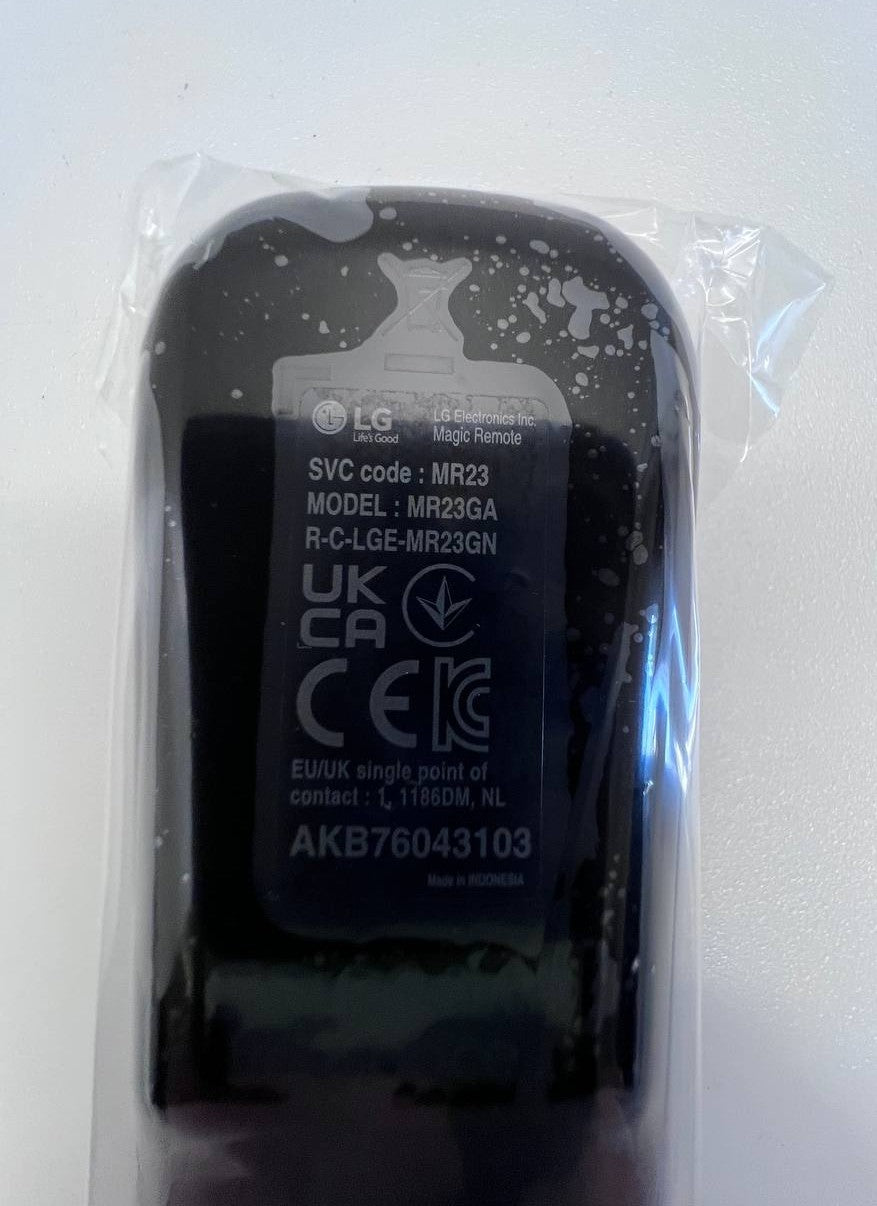 LG
Life's Good
LG Electronics Inc.
Magic Remote
SVC code : MR23
MODEL : MR23GA
R-C-LGE-MR23GN
UK
CA
CE
EU/UK single point of
contact : 1, 1186DM, NL
AKB76043103
Made in INDONESIA